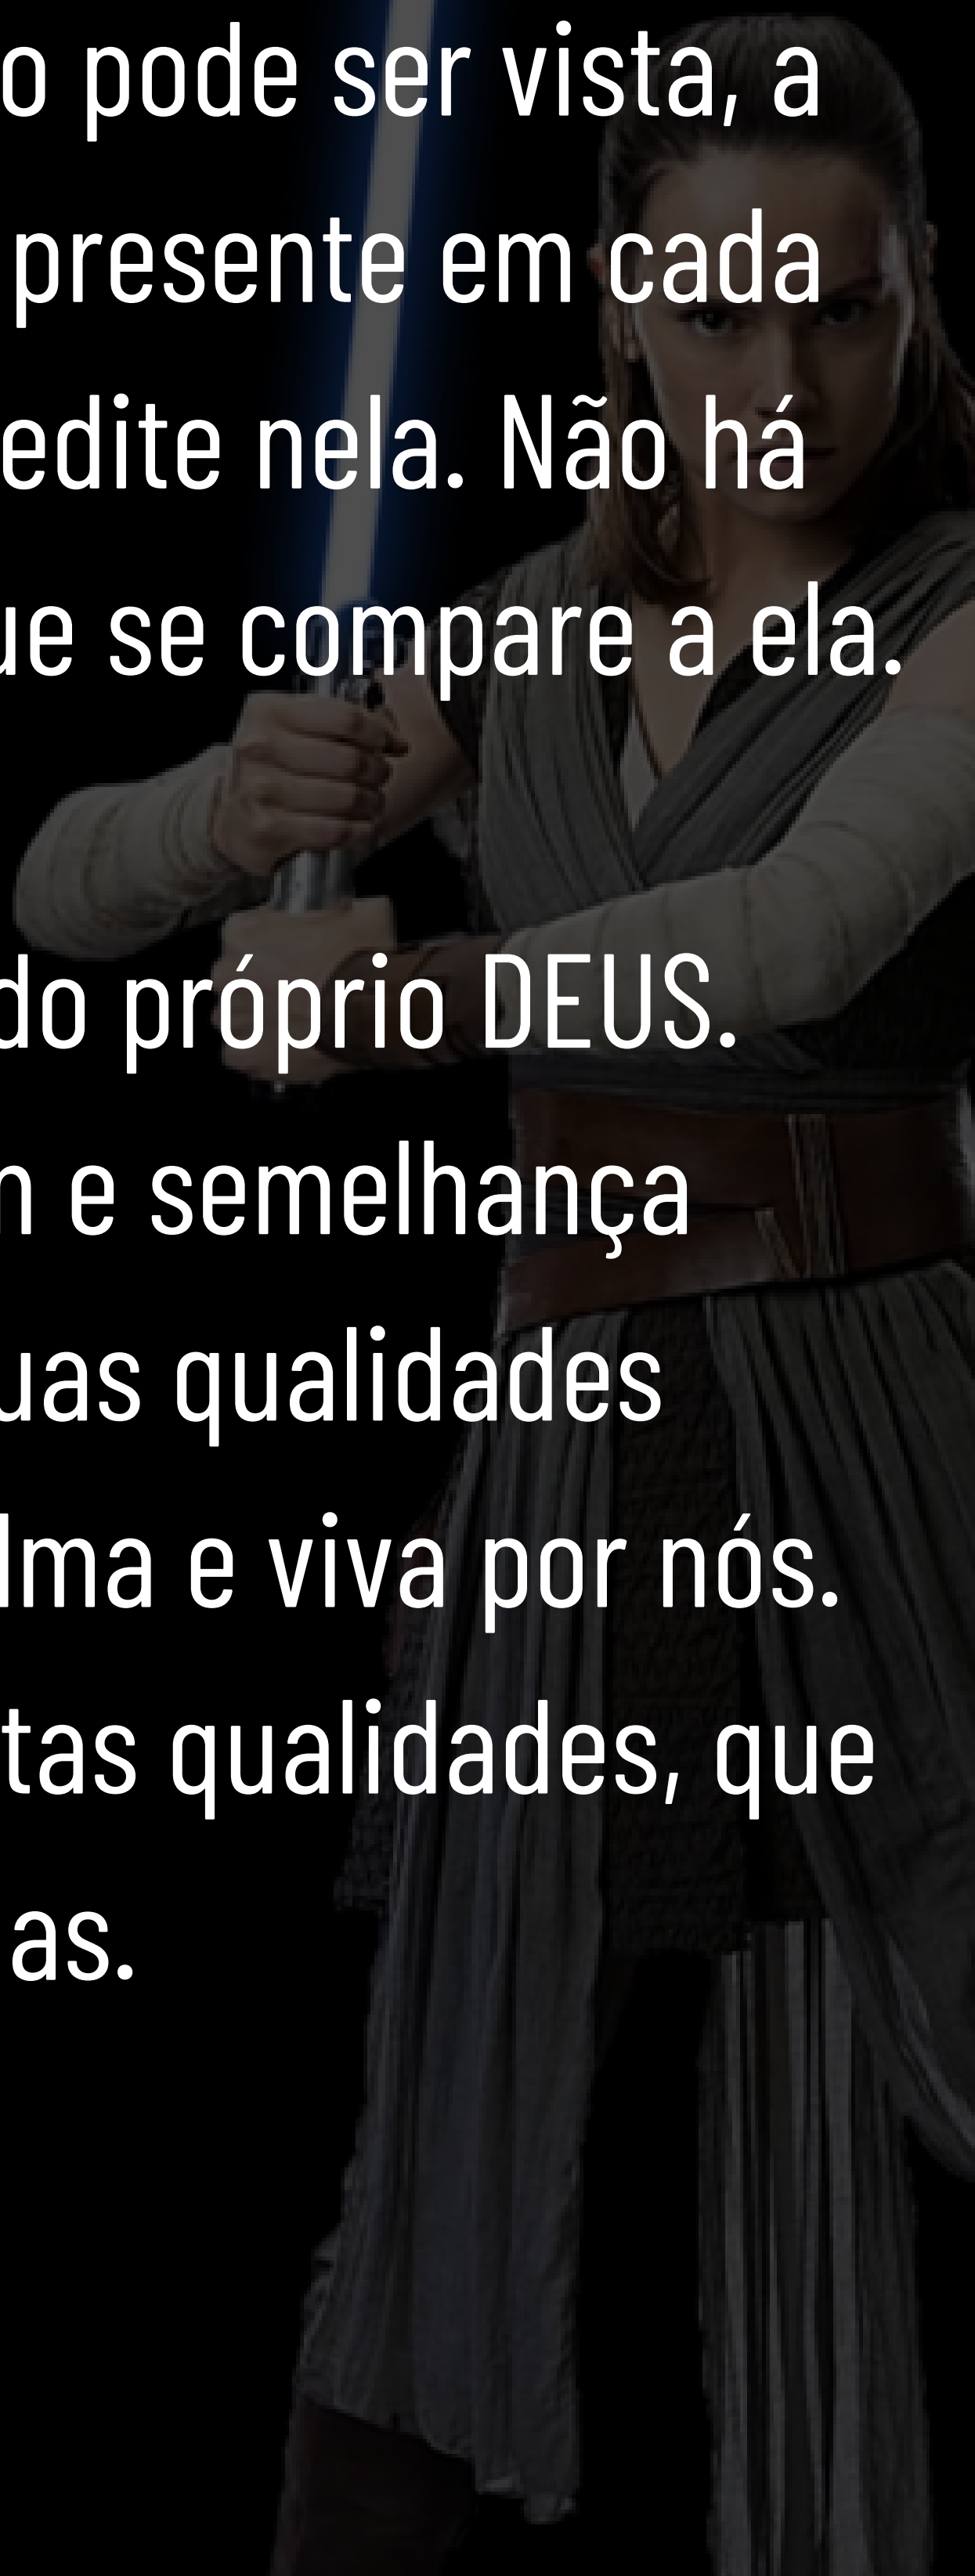 o pode ser vista, a
presente em cada
edite nela. Não há
ue se compare a ela.
do próprio DEUS.
m e semelhança
uas qualidades
lma e viva por nós.
tas qualidades, que
as.